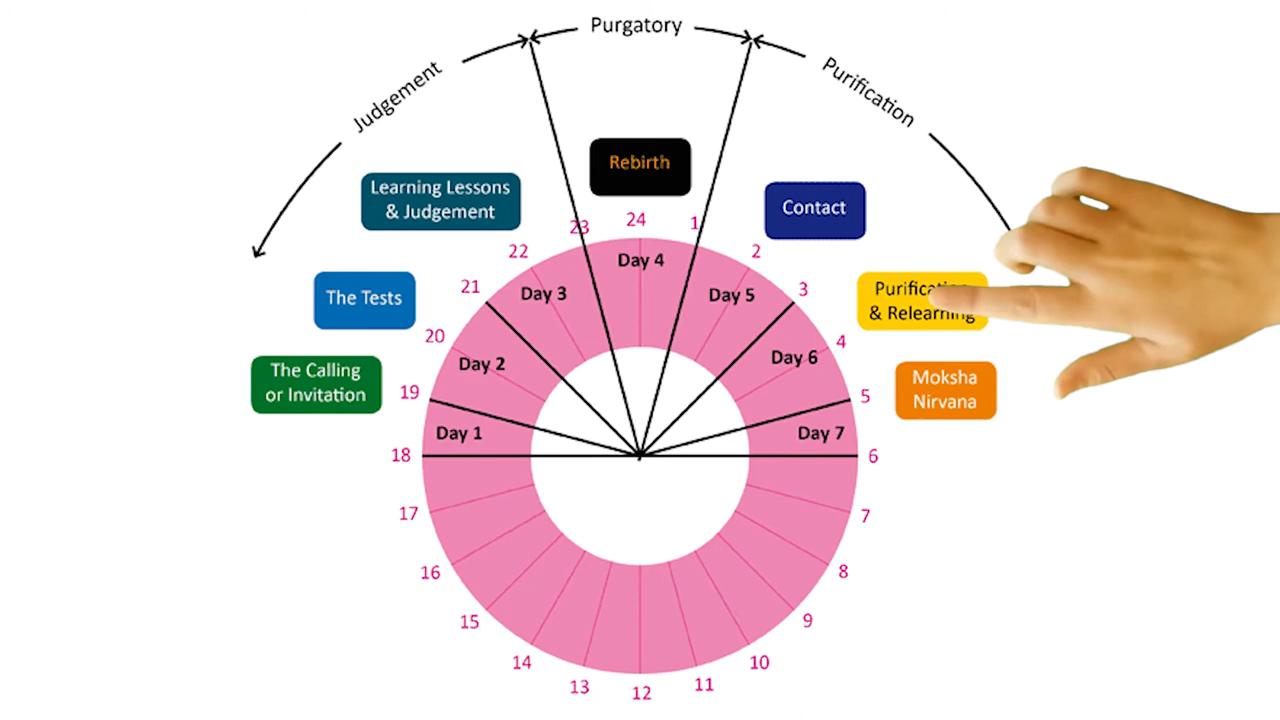 Purgatory
Judgement
Purification
Rebirth
Learning Lessons
& Judgement
Contact
The Tests
Purification
& Relearning
The Calling
or Invitation
Moksha
Nirvana
Day 1
Day 2
Day 3
Day 4
Day 5
Day 6
Day 7
24
1
2
3
4
5
6
7
8
9
10
11
12
13
14
15
16
17
18
19
20
21
22
23